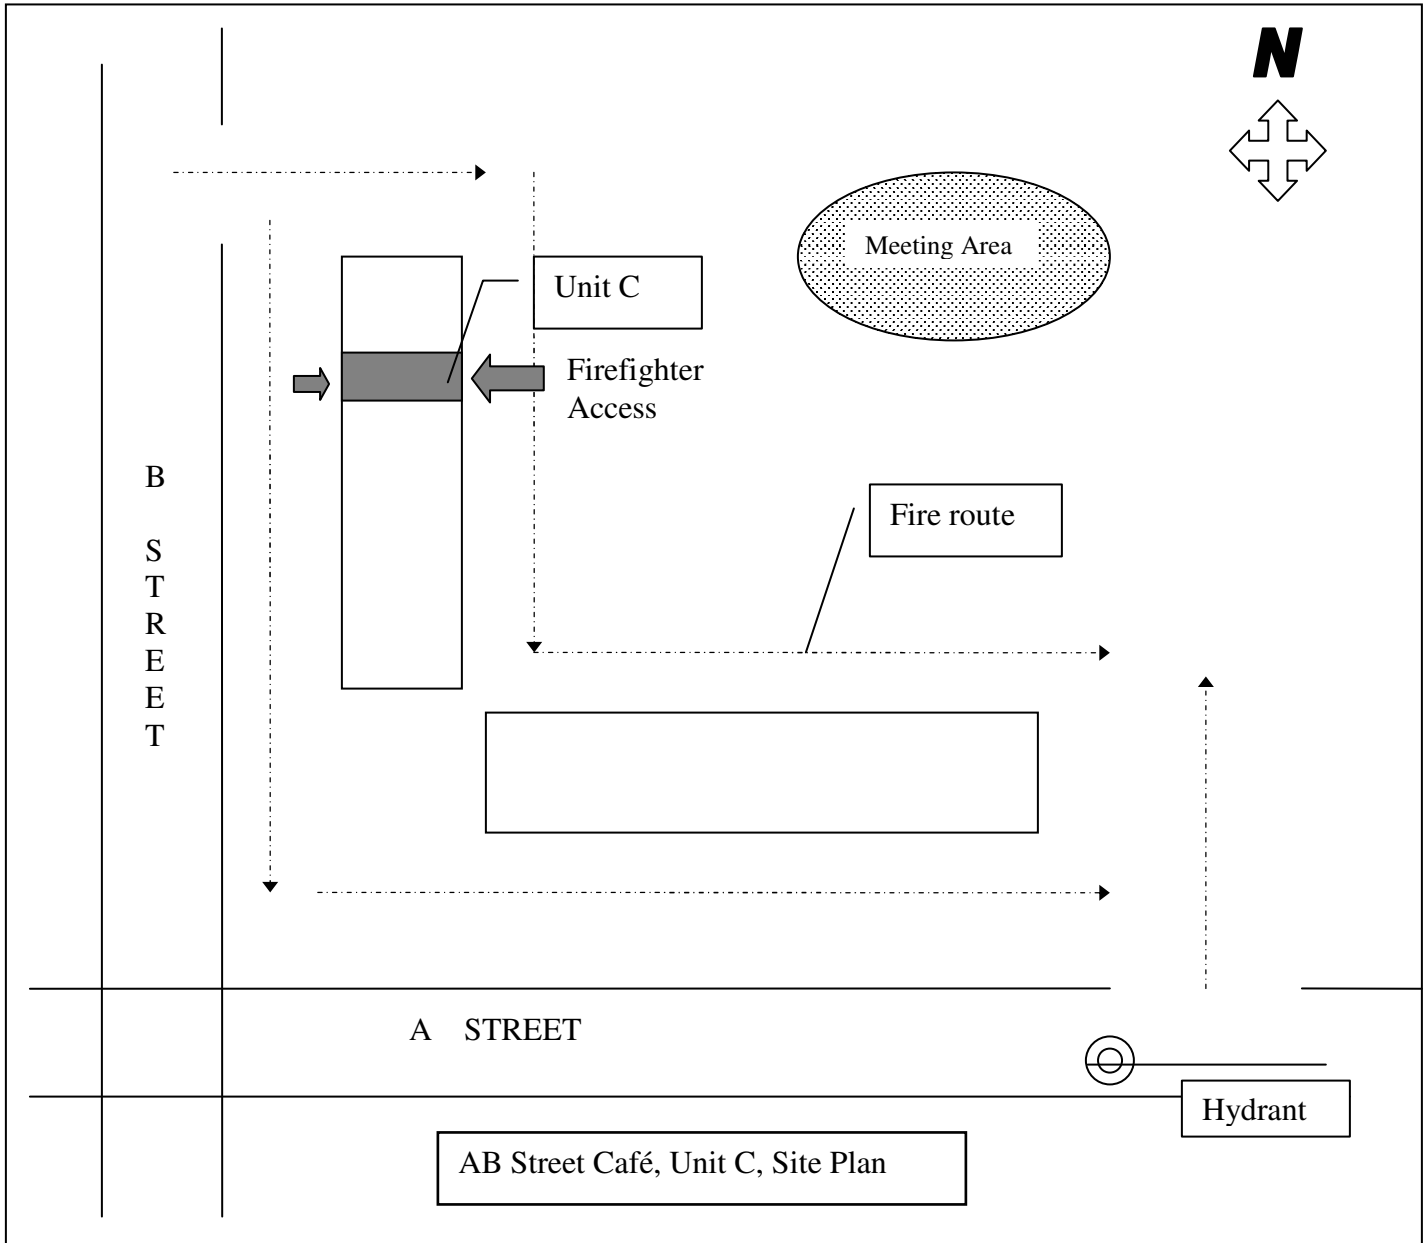 N
Meeting Area
Unit C
Firefighter
Access
Fire route
B
S
T
R
E
E
T
A STREET
Hydrant
AB Street Café, Unit C, Site Plan